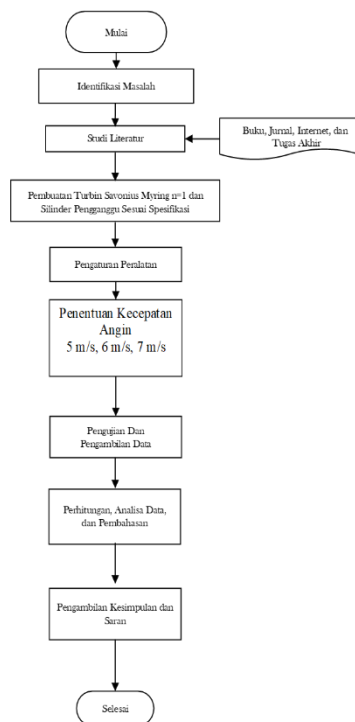 Mulai
Identifikasi Masalah
Studi Literatur
Buku, Jurnal, Internet, dan
Tugas Akhir
Pembuatan Turbin Savonius Myring n=1 dan
Silinder Pengganggu Sesuai Spesifikasi
Pengaturan Peralatan
Penentuan Kecepatan
Angin
5 m/s, 6 m/s, 7 m/s
Pengujian Dan
Pengambilan Data
Perhitungan, Analisa Data,
dan Pembahasan
Pengambilan Kesimpulan dan
Saran
Selesai